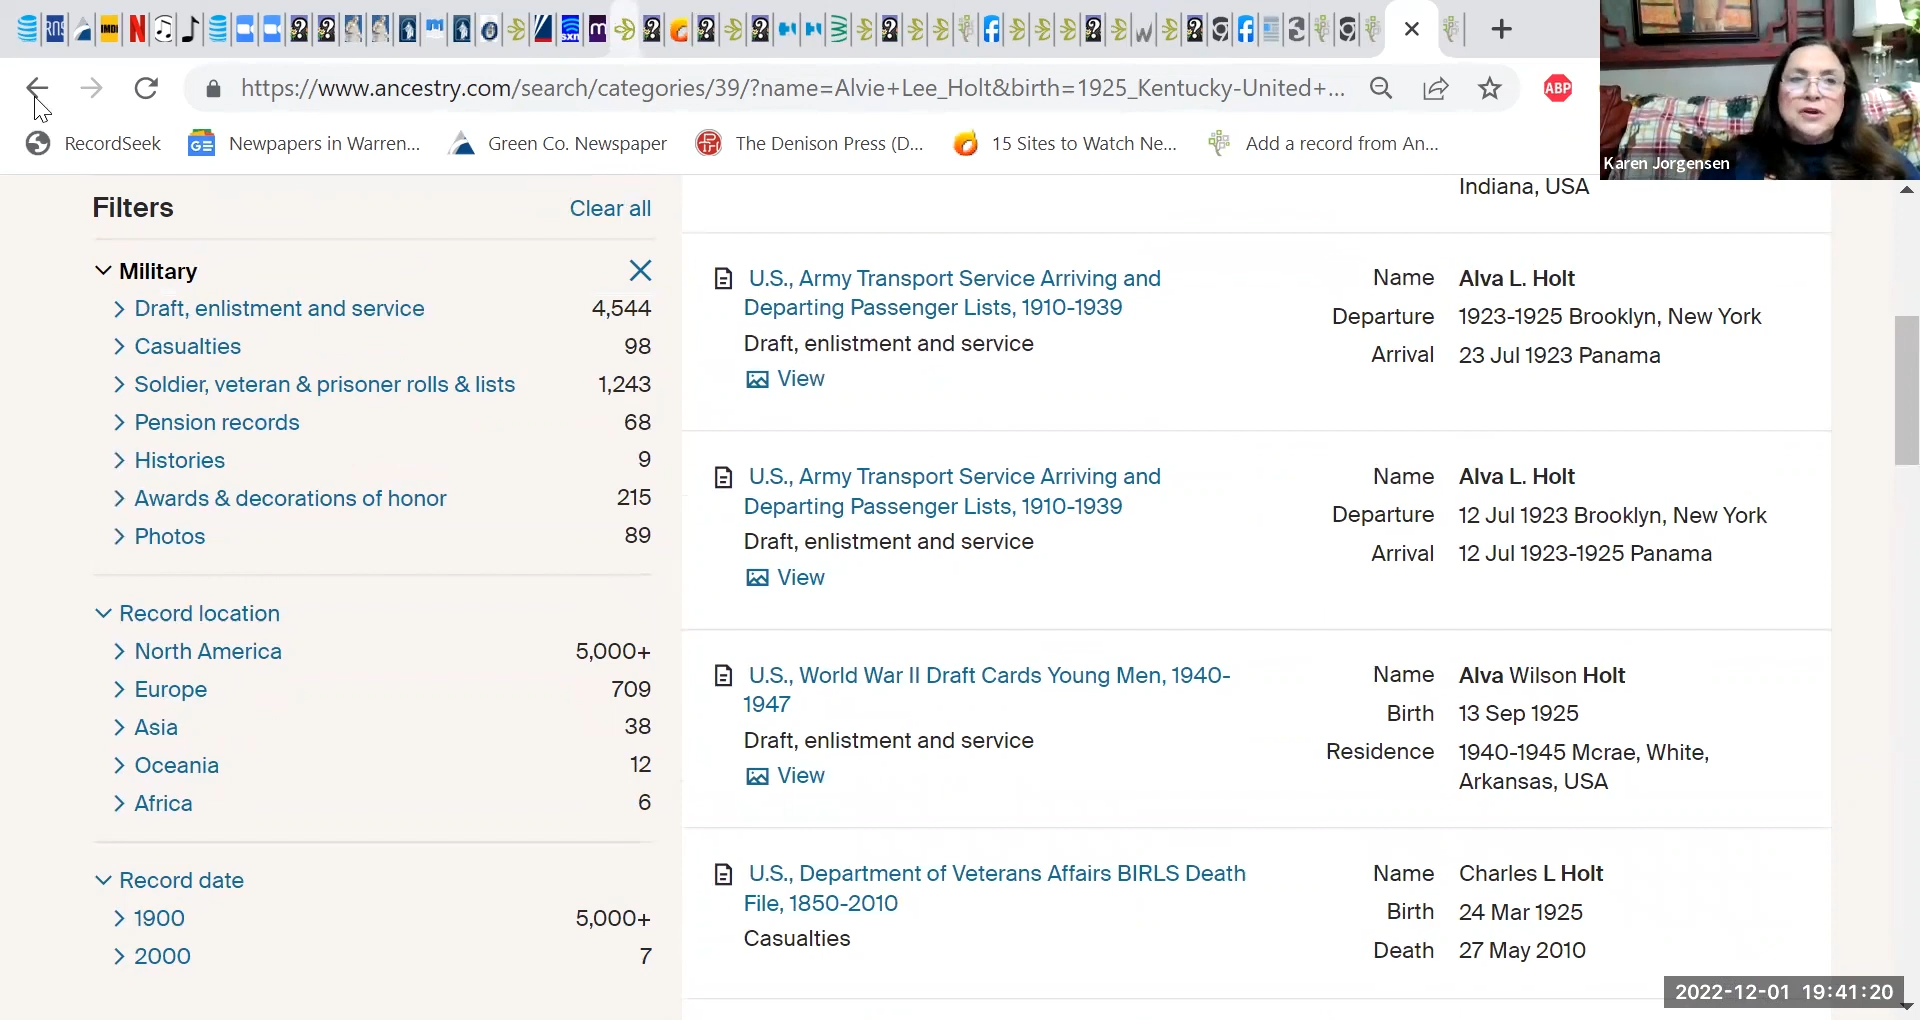 https://www.ancestry.com/search/categories/39/?name=Alvie+Lee_Holt&birth=1925_Kentucky-United+...
ABP
RecordSeek
Newpapers in Warren...
Green Co. Newspaper
The Denison Press (D...
15 Sites to Watch Ne...
Add a record from An...
Karen Jorgensen
Filters
Clear all
Military
Draft, enlistment and service 4,544
Casualties 98
Soldier, veteran & prisoner rolls & lists 1,243
Pension records 68
Histories 9
Awards & decorations of honor 215
Photos 89
Record location
North America 5,000+
Europe 709
Asia 38
Oceania 12
Africa 6
Record date
1900 5,000+
2000 7
Indiana, USA
U.S., Army Transport Service Arriving and
Departing Passenger Lists, 1910-1939
Draft, enlistment and service
View
Name Alva L. Holt
Departure 1923-1925 Brooklyn, New York
Arrival 23 Jul 1923 Panama
U.S., Army Transport Service Arriving and
Departing Passenger Lists, 1910-1939
Draft, enlistment and service
View
Name Alva L. Holt
Departure 12 Jul 1923 Brooklyn, New York
Arrival 12 Jul 1923-1925 Panama
U.S., World War II Draft Cards Young Men, 1940-
1947
Draft, enlistment and service
View
Name Alva Wilson Holt
Birth 13 Sep 1925
Residence 1940-1945 Mcrae, White,
Arkansas, USA
U.S., Department of Veterans Affairs BIRLS Death
File, 1850-2010
Casualties
Name Charles L Holt
Birth 24 Mar 1925
Death 27 May 2010
2022-12-01 19:41:20